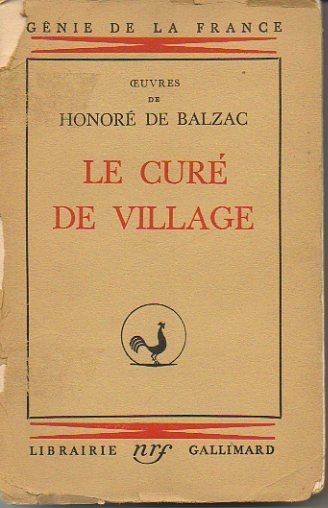 GÉNIE DE LA FRANCE
ŒUVRES
DE
HONORÉ DE BALZAC
LE CURÉ
DE VILLAGE
LIBRAIRIE nrf GALLIMARD